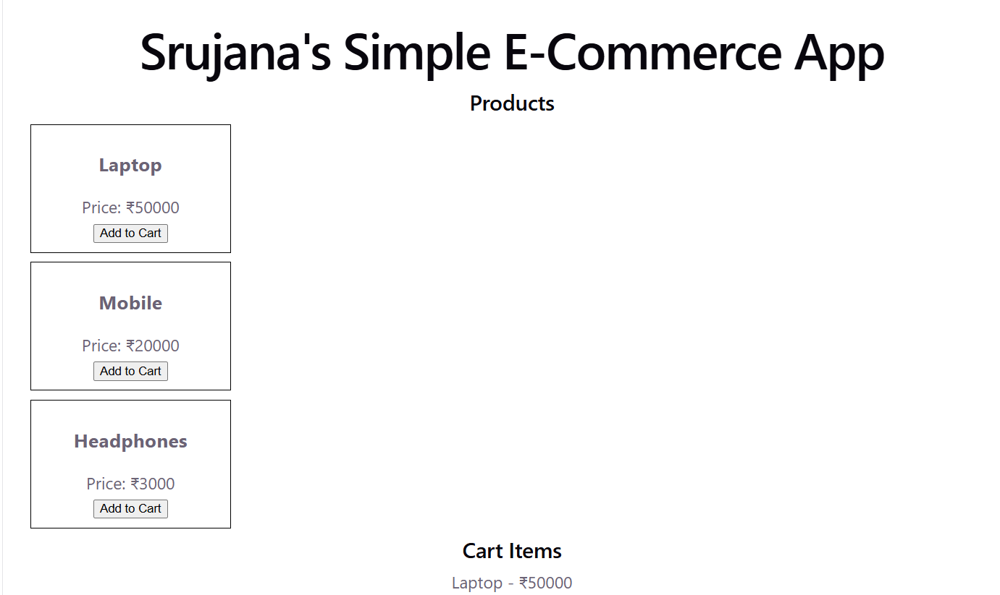 Srujana's Simple E-Commerce App
Products
Laptop
Price: ₹50000
Add to Cart
Mobile
Price: ₹20000
Add to Cart
Headphones
Price: ₹3000
Add to Cart
Cart Items
Laptop - ₹50000